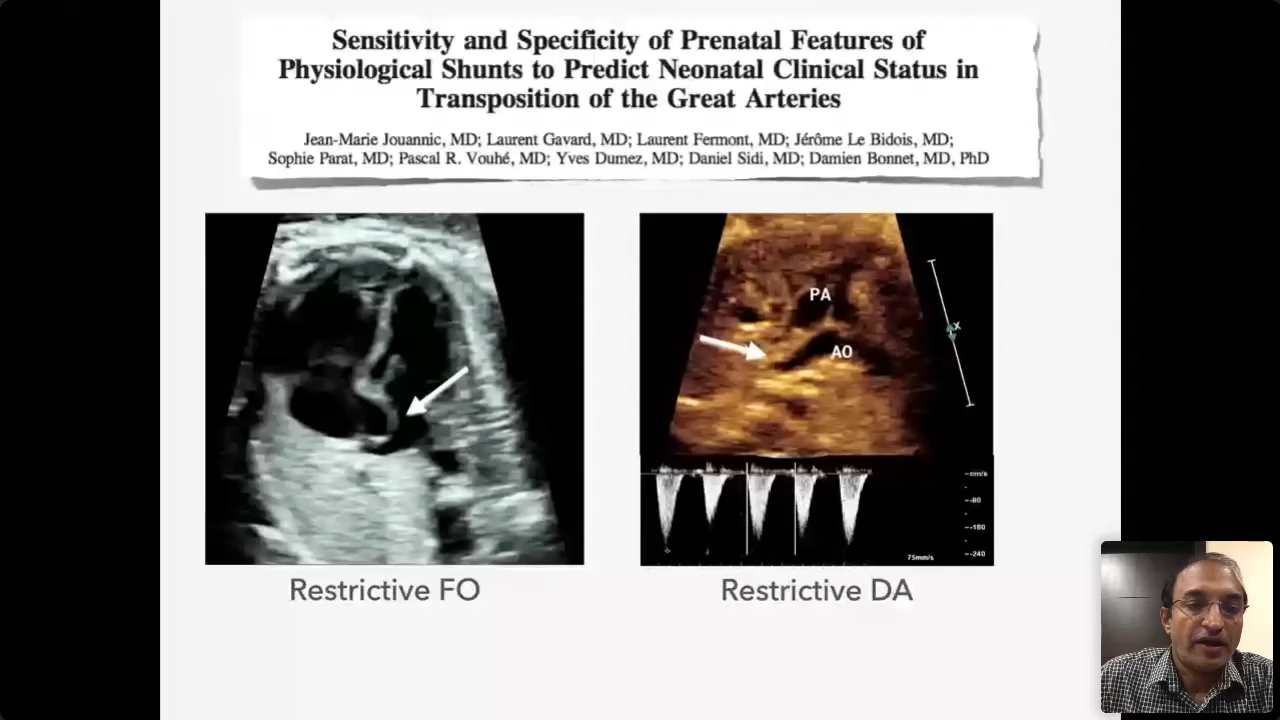 Sensitivity and Specificity of Prenatal Features of
Physiological Shunts to Predict Neonatal Clinical Status in
Transposition of the Great Arteries
Jean-Marie Jouannic, MD; Laurent Gavard, MD; Laurent Fermont, MD; Jérôme Le Bidois, MD;
Sophie Parat, MD; Pascal R. Vouhé, MD; Yves Dumez, MD; Daniel Sidi, MD; Damien Bonnet, MD, PhD
PA
AO
x
cm/s
-80
-160
-240
75mm/s
Restrictive FO
Restrictive DA